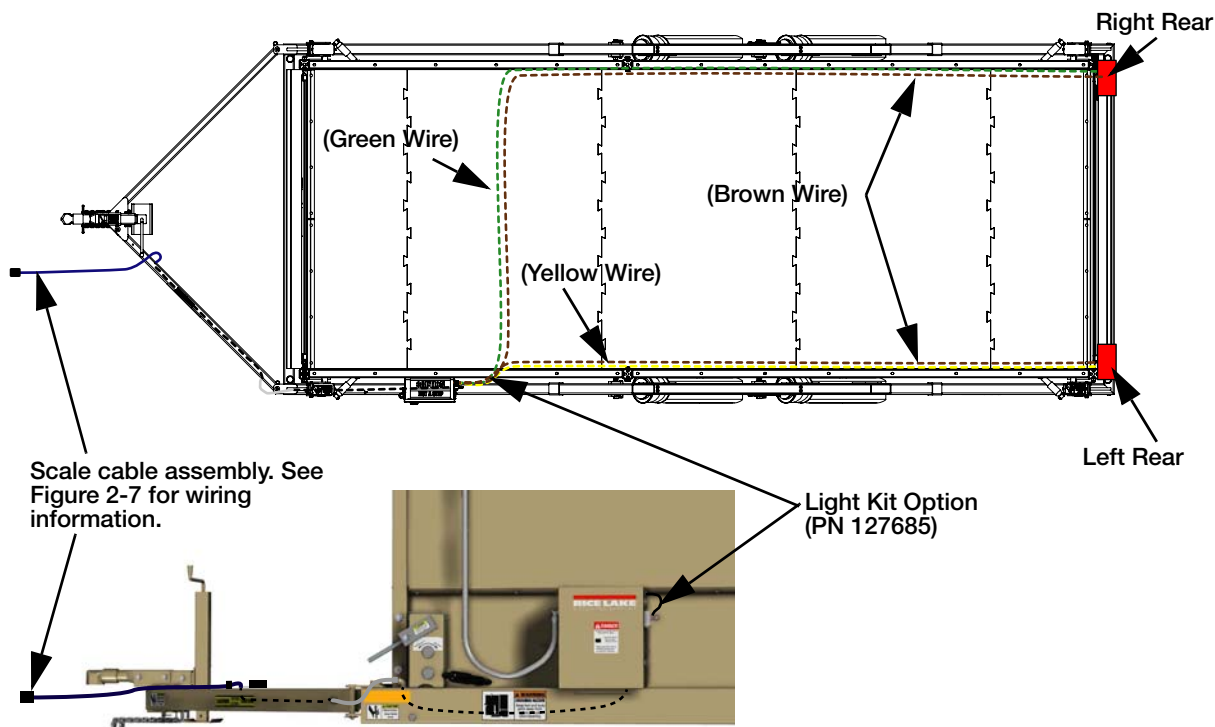 Right Rear
(Green Wire)
(Brown Wire)
(Yellow Wire)
Left Rear
Scale cable assembly. See
Figure 2-7 for wiring
information.
Light Kit Option
(PN 127685)
RICE LAKE